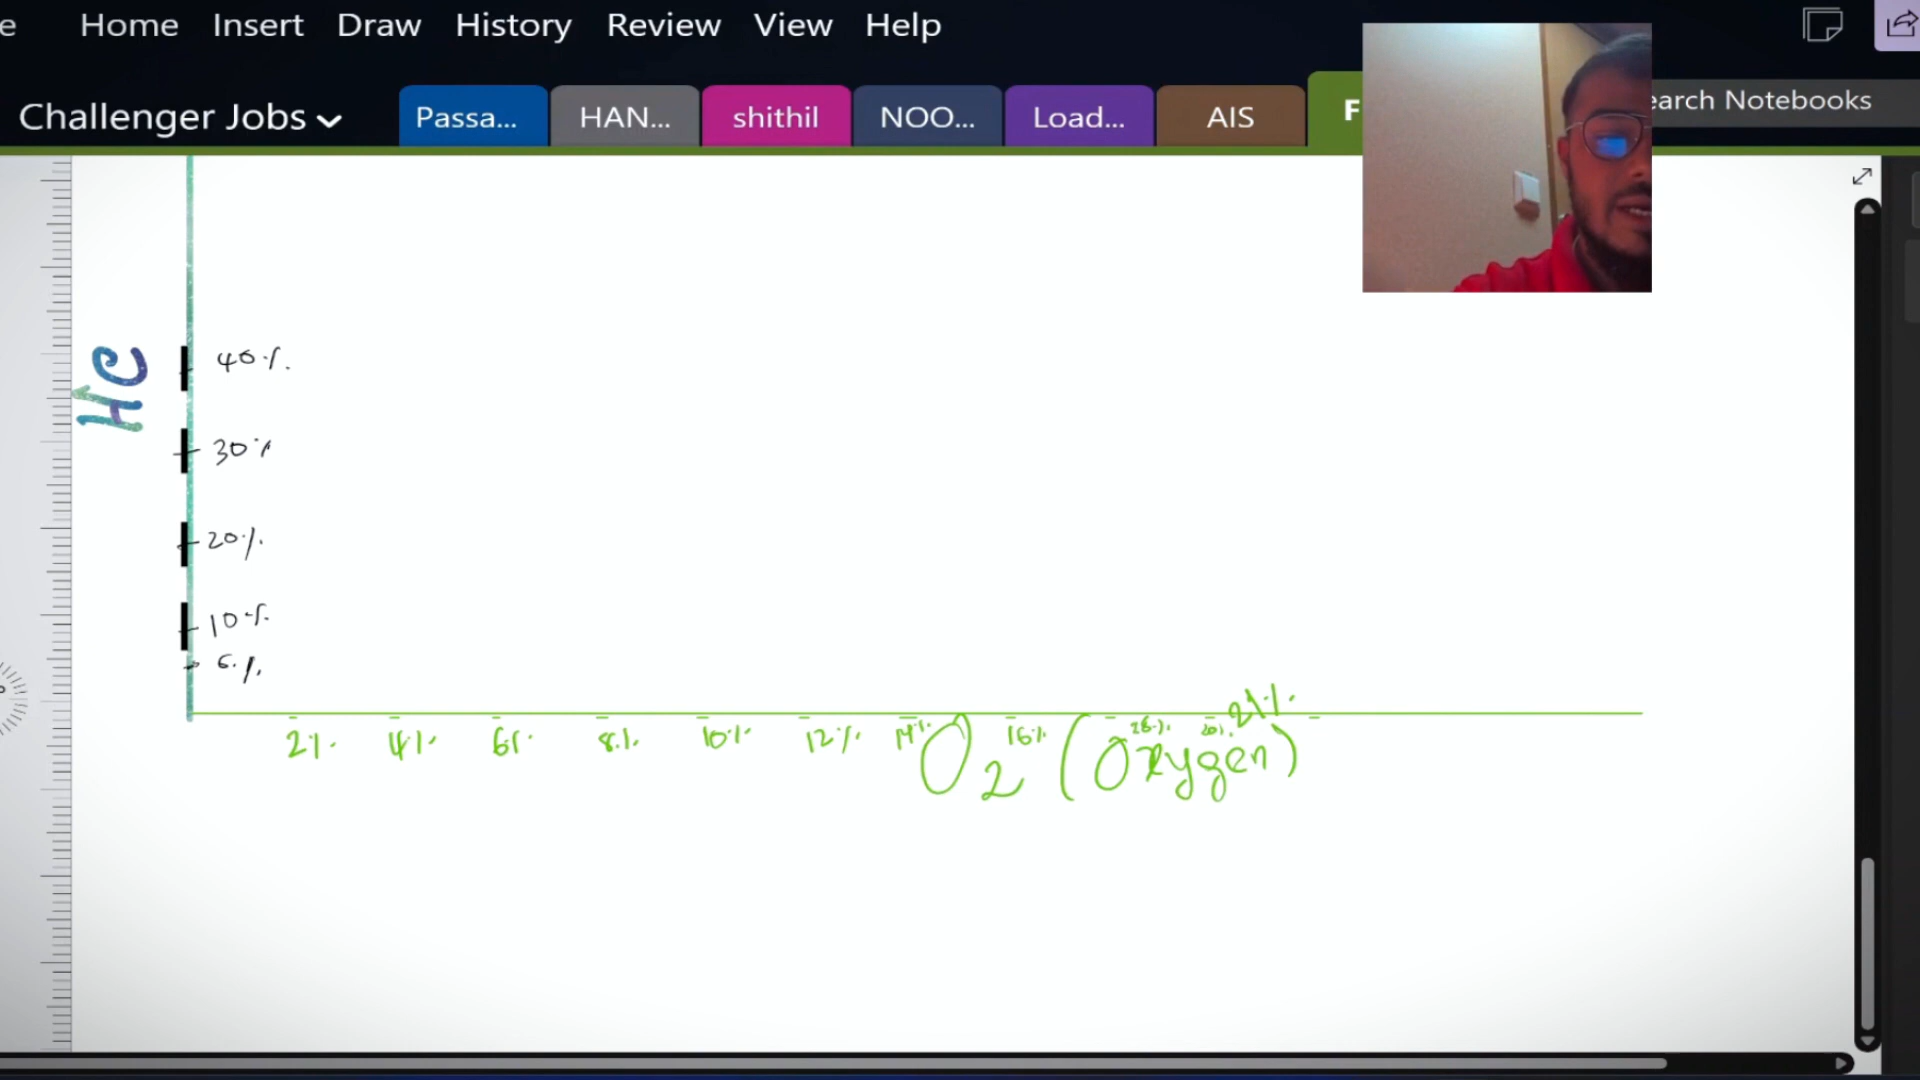 Home Insert Draw History Review View Help
Challenger Jobs Passa... HAN... shithil NOO... Load... AIS F earch Notebooks
HC
40%.
30%
20%.
10%.
21%.
2%. 4%. 6%. 8%. 10%. 12%. 14%. 16%. 20%.
O2 (Oxygen)